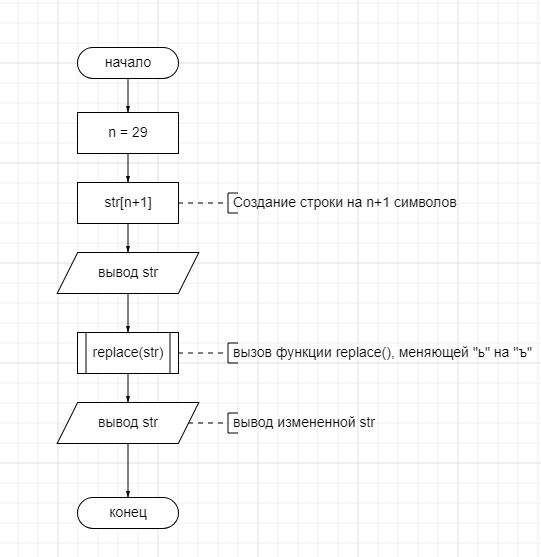 начало
n = 29
str[n+1]
Создание строки на n+1 символов
вывод str
replace(str)
вызов функции replace(), меняющей "ь" на "ъ"
вывод str
вывод измененной str
конец